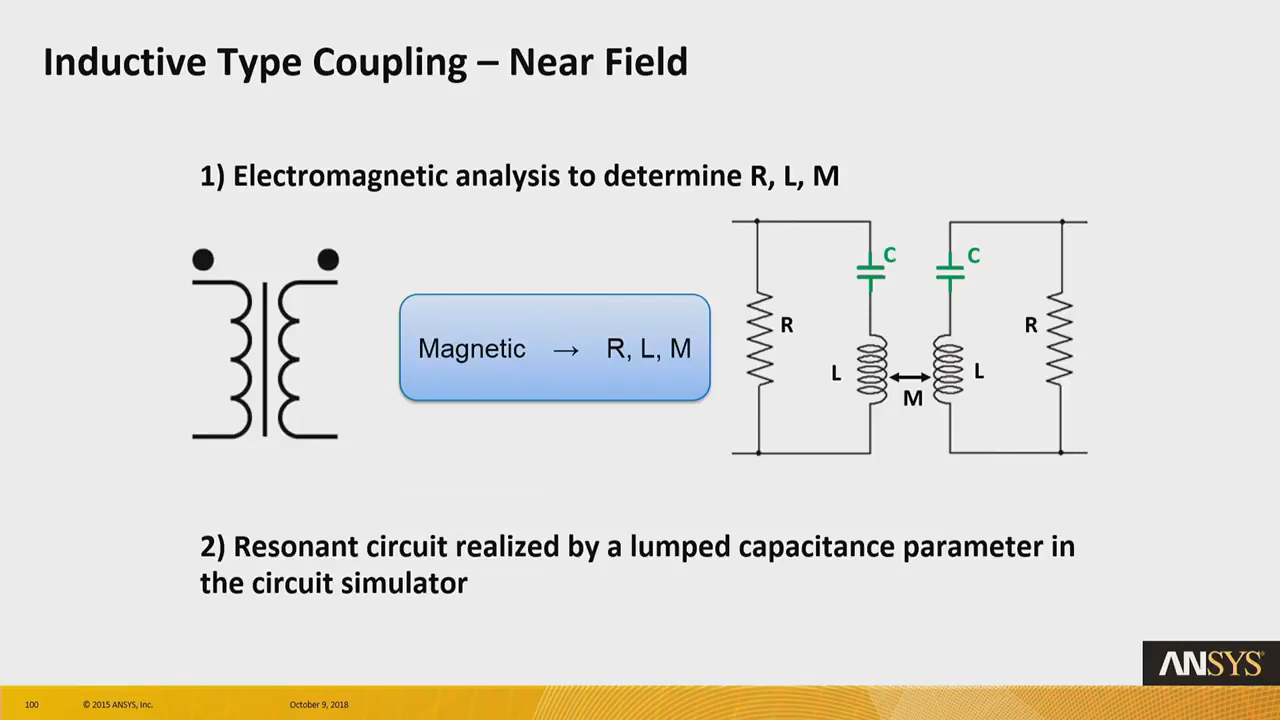 Inductive Type Coupling – Near Field
1) Electromagnetic analysis to determine R, L, M
C
C
Magnetic → R, L, M
R
R
L
L
M
2) Resonant circuit realized by a lumped capacitance parameter in
the circuit simulator
ANSYS®
100
© 2015 ANSYS, Inc.
October 9, 2018